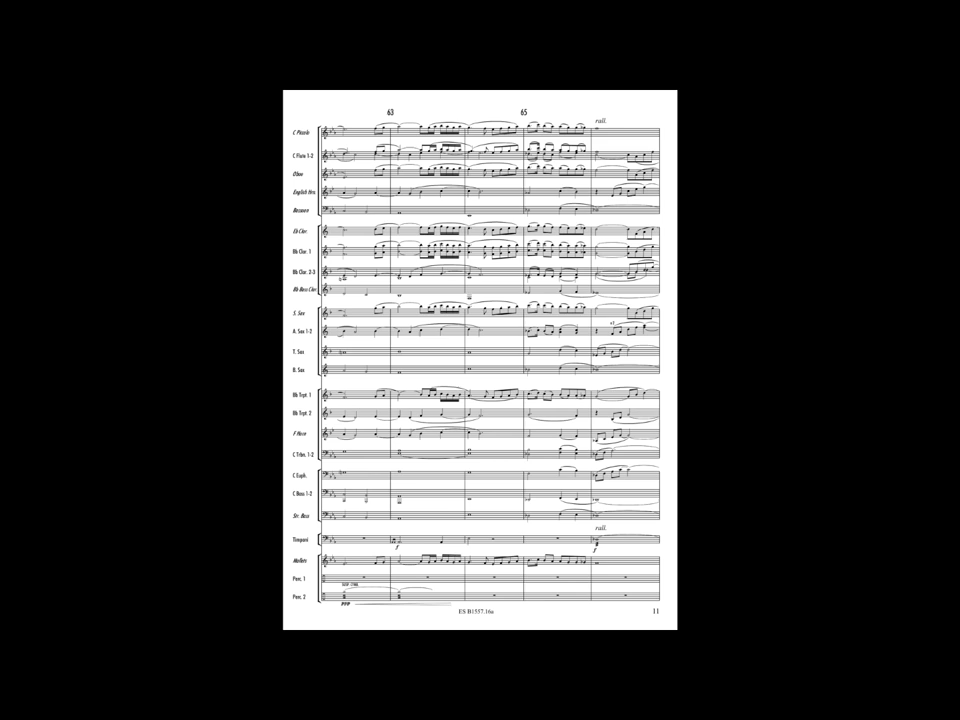 63 65
rall.
C Piccolo
C Flute 1-2
Oboe
English Hrn.
Bassoon
Eb Clar.
Bb Clar. 1
Bb Clar. 2-3
Bb Bass Clar.
S. Sax
A. Sax 1-2
a2
T. Sax
B. Sax
Bb Trpt. 1
Bb Trpt. 2
F Horn
C Trbn. 1-2
C Euph.
C Bass 1-2
Str. Bass
rall.
Timpani
f f
Mallets
Perc. 1
SUSP. CYMB.
Perc. 2
ppp
ES B1557.16a 11